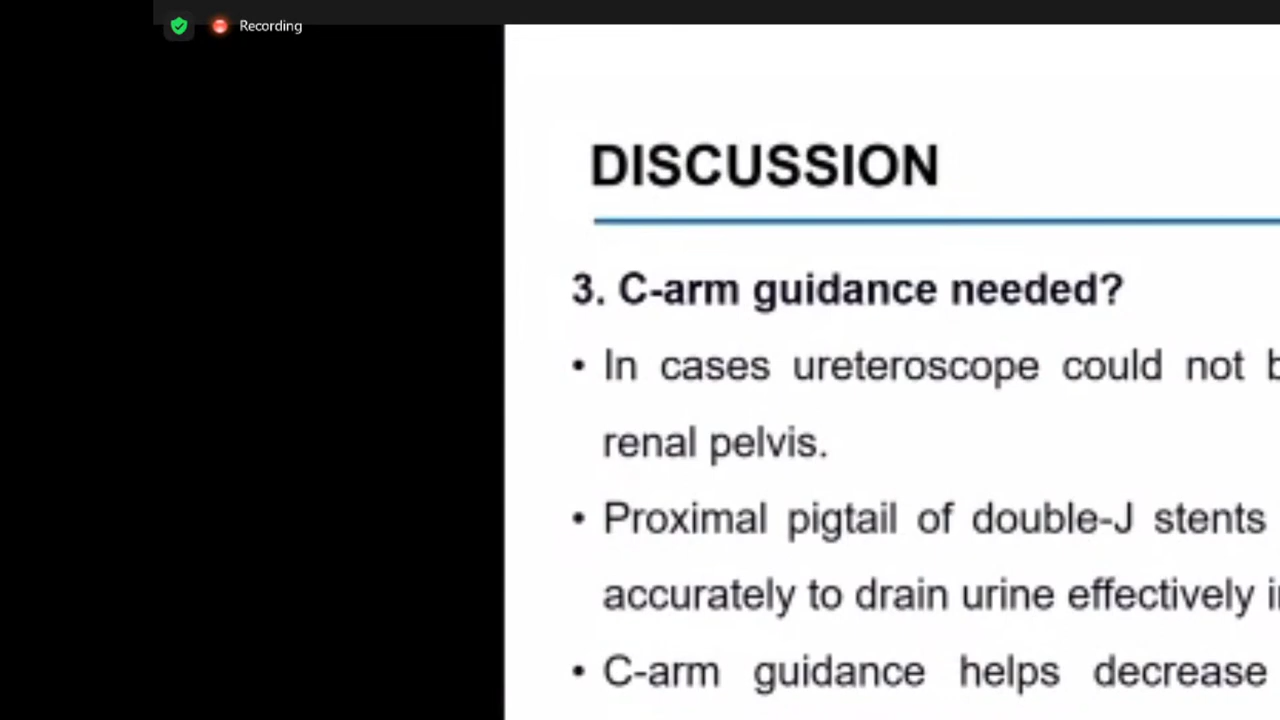 Recording
DISCUSSION
3. C-arm guidance needed?
• In cases ureteroscope could not
renal pelvis.
• Proximal pigtail of double-J stents
accurately to drain urine effectively
• C-arm guidance helps decrease